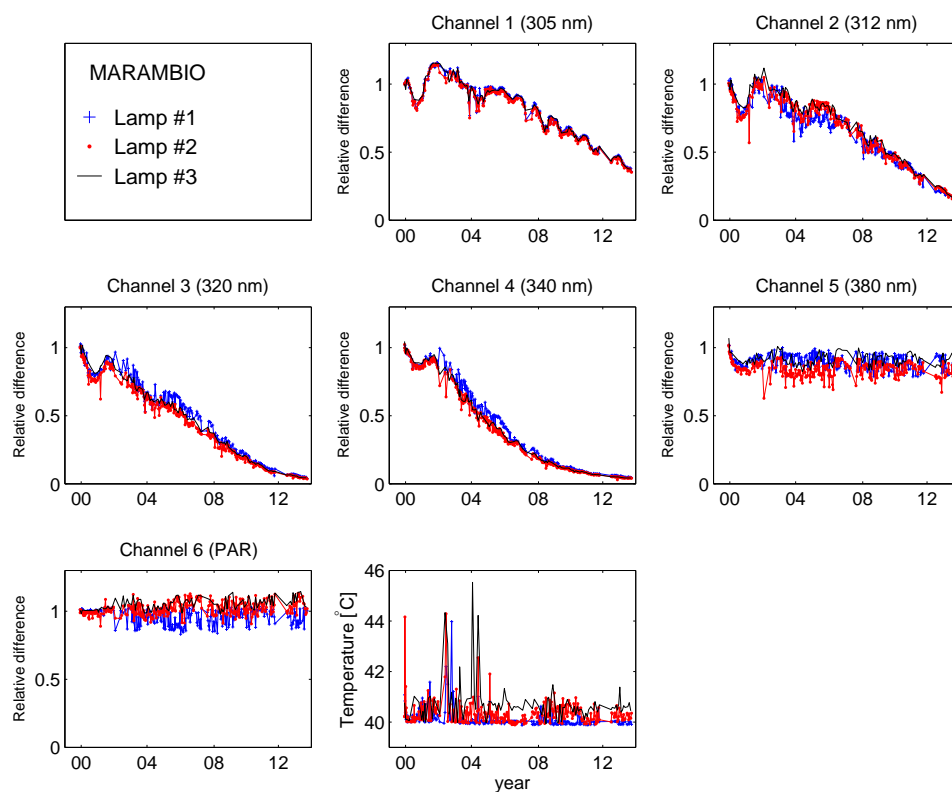 Channel 1 (305 nm)
Channel 2 (312 nm)
MARAMBIO
Lamp #1
Lamp #2
Lamp #3
Relative difference
1
0.5
0
00 04 08 12
Relative difference
1
0.5
0
00 04 08 12
Channel 3 (320 nm)
Channel 4 (340 nm)
Channel 5 (380 nm)
Relative difference
1
0.5
0
00 04 08 12
Relative difference
1
0.5
0
00 04 08 12
Relative difference
1
0.5
0
00 04 08 12
Channel 6 (PAR)
Relative difference
1
0.5
0
00 04 08 12
Temperature [°C]
46
44
42
40
00 04 08 12
year